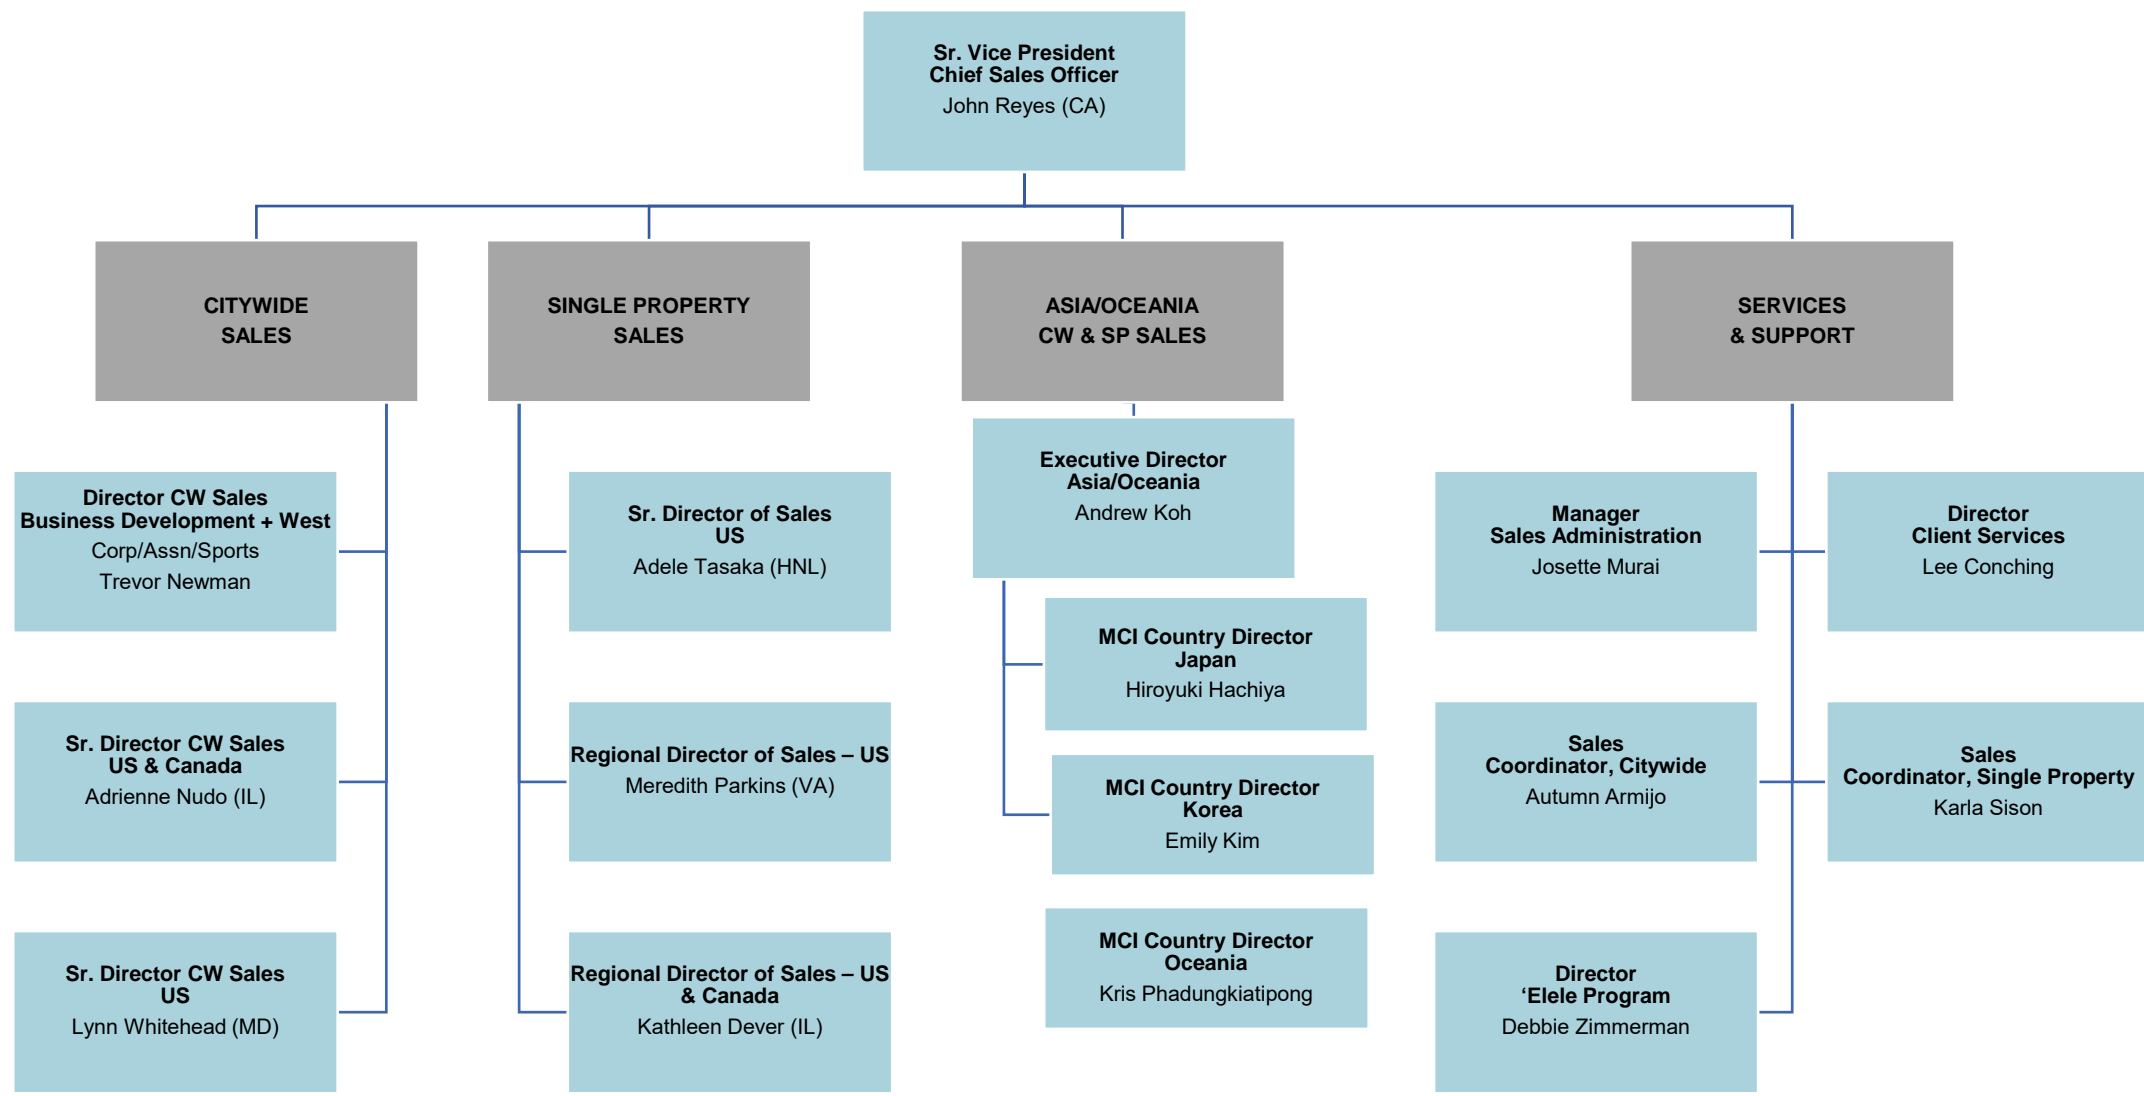 Sr. Vice President
Chief Sales Officer
John Reyes (CA)
CITYWIDE
SALES
SINGLE PROPERTY
SALES
ASIA/OCEANIA
CW & SP SALES
SERVICES
& SUPPORT
Director CW Sales
Business Development + West
Corp/Assn/Sports
Trevor Newman
Sr. Director CW Sales
US & Canada
Adrienne Nudo (IL)
Sr. Director CW Sales
US
Lynn Whitehead (MD)
Sr. Director of Sales
US
Adele Tasaka (HNL)
Regional Director of Sales – US
Meredith Parkins (VA)
Regional Director of Sales – US
& Canada
Kathleen Dever (IL)
Executive Director
Asia/Oceania
Andrew Koh
MCI Country Director
Japan
Hiroyuki Hachiya
MCI Country Director
Korea
Emily Kim
MCI Country Director
Oceania
Kris Phadungkiatipong
Manager
Sales Administration
Josette Murai
Director
Client Services
Lee Conching
Sales
Coordinator, Citywide
Autumn Armijo
Sales
Coordinator, Single Property
Karla Sison
Director
‘Elele Program
Debbie Zimmerman